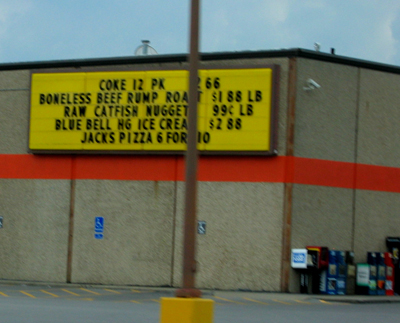 COKE 12 PK 2 66
BONELESS BEEF RUMP ROAST $1 88 LB
RAW CATFISH NUGGETS 99¢ LB
BLUE BELL HG ICE CREAM $2 88
JACKS PIZZA 6 FOR 10